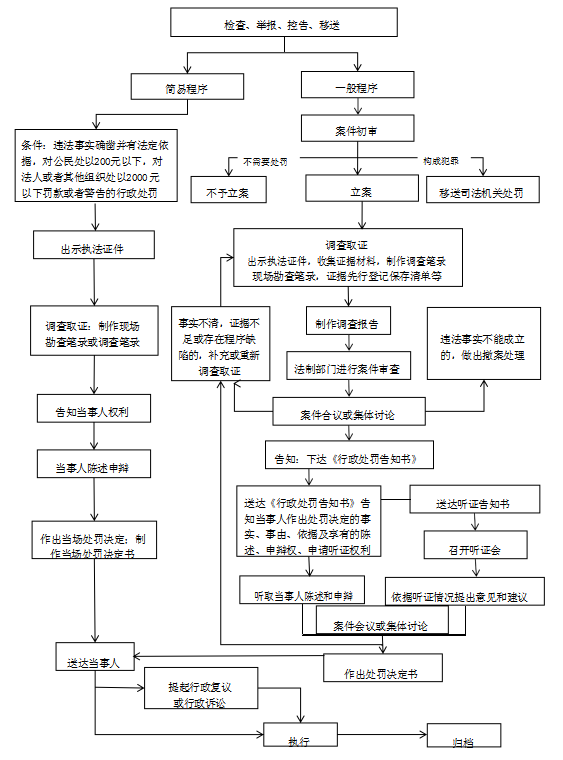 检查、举报、控告、移送
简易程序
一般程序
案件初审
条件：违法事实确凿并有法定依
据，对公民处以200元以下，对
法人或者其他组织处以2000元
以下罚款或者警告的行政处罚
不需要处罚
构成犯罪
不予立案
立案
移送司法机关处罚
出示执法证件
调查取证
出示执法证件，收集证据材料，制作调查笔录
现场勘查笔录，证据先行登记保存清单等
调查取证：制作现场
勘查笔录或调查笔录
事实不清，证据不
足或存在程序缺
陷的，补充或重新
调查取证
制作调查报告
违法事实不能成立
的，做出撤案处理
法制部门进行案件审查
告知当事人权利
案件合议或集体讨论
当事人陈述申辩
告知：下达《行政处罚告知书》
送达《行政处罚告知书》告
知当事人作出处罚决定的事
实、事由、依据及享有的陈
述、申辩权、申请听证权利
送达听证告知书
作出当场处罚决定；制
作当场处罚决定书
召开听证会
听取当事人陈述和申辩
依据听证情况提出意见和建议
案件会议或集体讨论
送达当事人
作出处罚决定书
提起行政复议
或行政诉讼
执行
归档